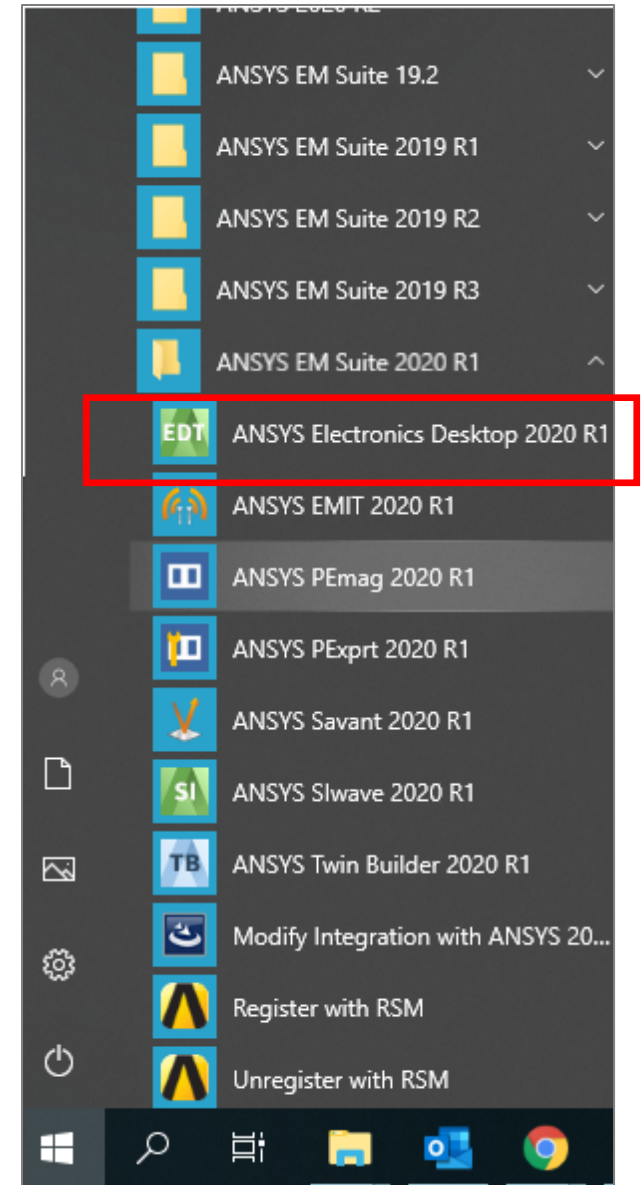 ANSYS EM Suite 19.2
ANSYS EM Suite 2019 R1
ANSYS EM Suite 2019 R2
ANSYS EM Suite 2019 R3
ANSYS EM Suite 2020 R1
EDT ANSYS Electronics Desktop 2020 R1
ANSYS EMIT 2020 R1
ANSYS PEmag 2020 R1
ANSYS PExprt 2020 R1
ANSYS Savant 2020 R1
SI ANSYS SIwave 2020 R1
TB ANSYS Twin Builder 2020 R1
Modify Integration with ANSYS 20...
Register with RSM
Unregister with RSM